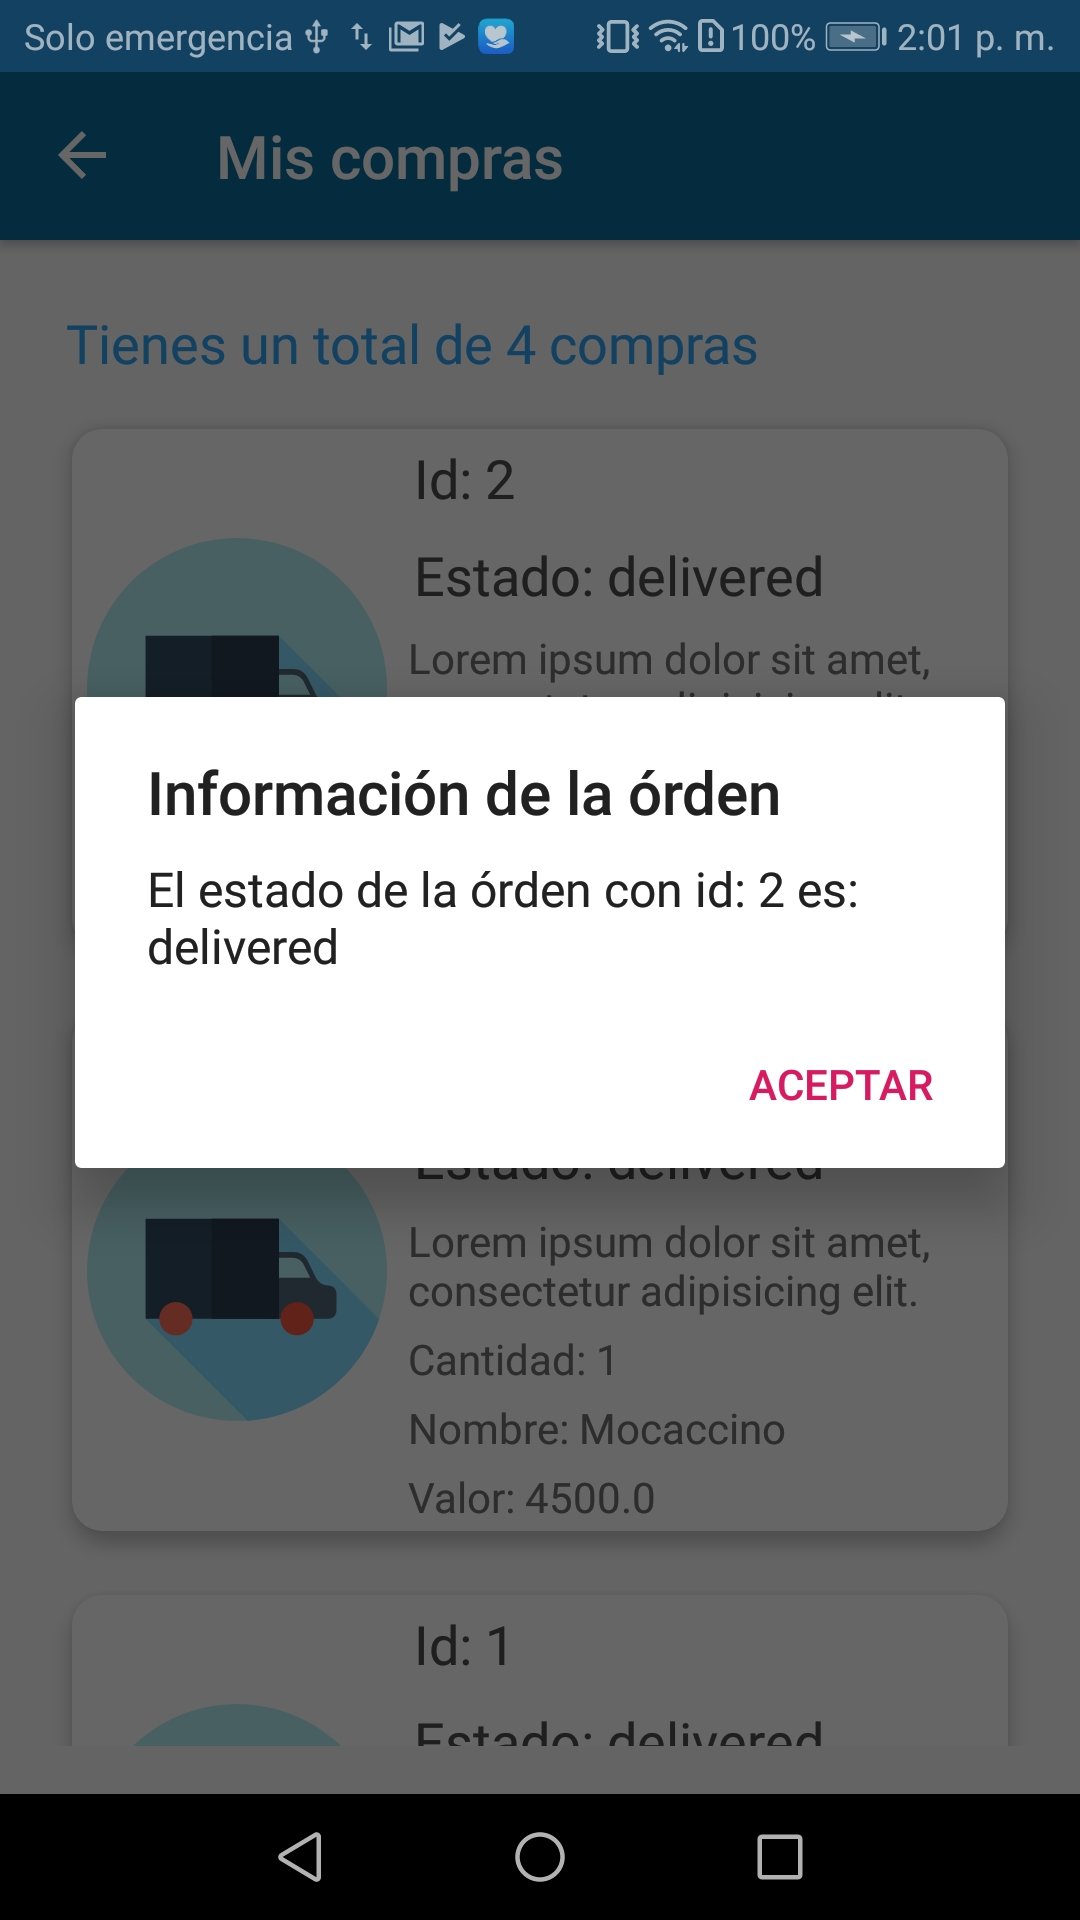 Solo emergencia 100% 2:01 p. m.
Mis compras
Tienes un total de 4 compras
Id: 2
Estado: delivered
Lorem ipsum dolor sit amet,
Información de la órden
El estado de la órden con id: 2 es:
delivered
ACEPTAR
Estado: delivered
Lorem ipsum dolor sit amet,
consectetur adipisicing elit.
Cantidad: 1
Nombre: Mocaccino
Valor: 4500.0
Id: 1
Estado: delivered